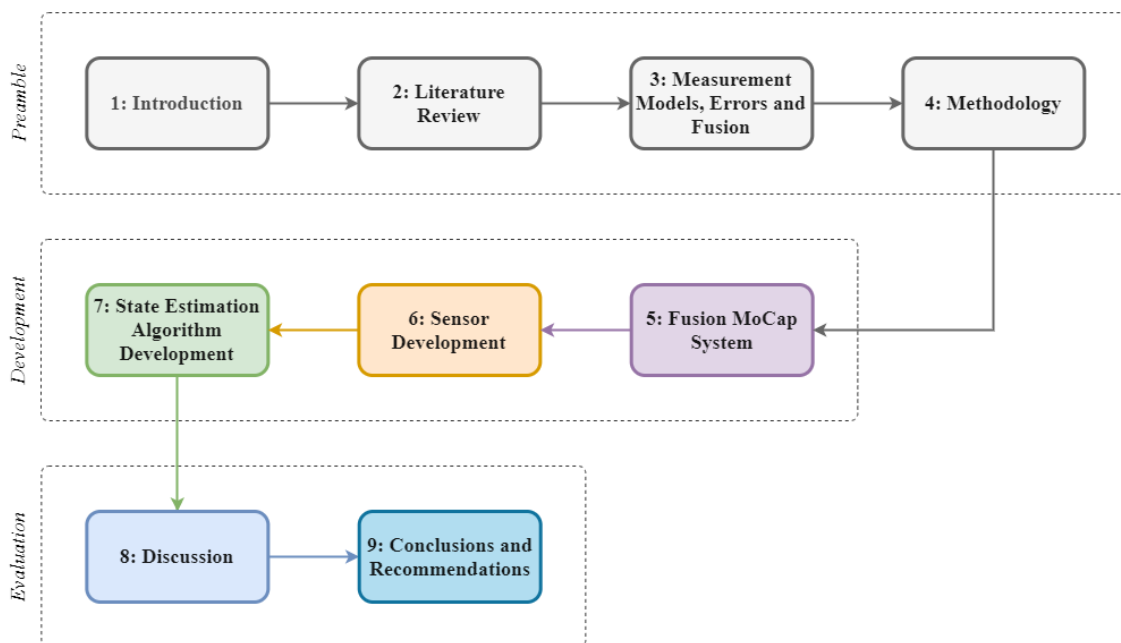 Preamble
1: Introduction
2: Literature
Review
3: Measurement
Models, Errors and
Fusion
4: Methodology
Development
7: State Estimation
Algorithm
Development
6: Sensor
Development
5: Fusion MoCap
System
Evaluation
8: Discussion
9: Conclusions and
Recommendations